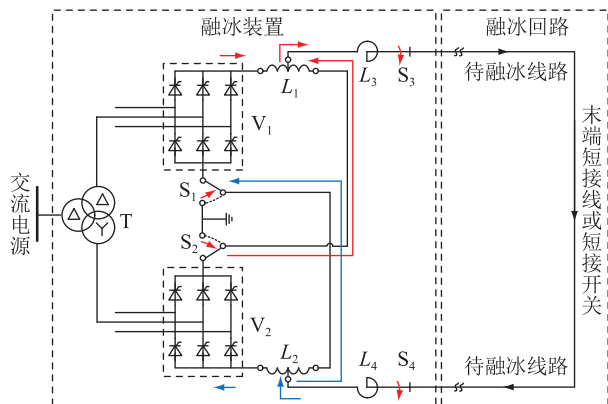 融冰装置
融冰回路
L₁
L₃
S₃
待融冰线路
V₁
末端短接线或短接开关
交流电源
S₁
Δ
Δ
Y
T
S₂
V₂
L₂
L₄
S₄
待融冰线路